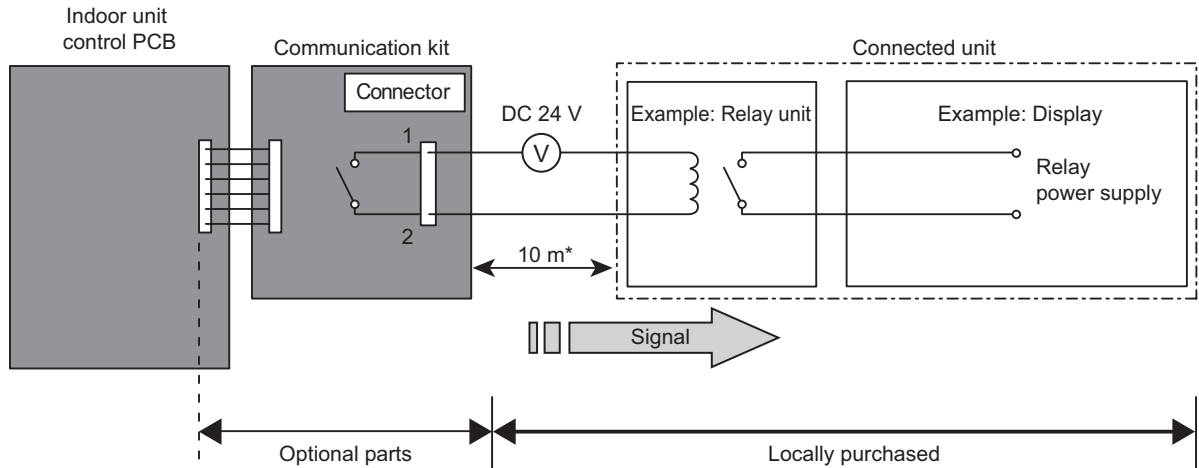 Indoor unit
control PCB
Communication kit
Connected unit
Connector
1
2
DC 24 V
V
Example: Relay unit
Example: Display
Relay
power supply
10 m*
Signal
Optional parts
Locally purchased